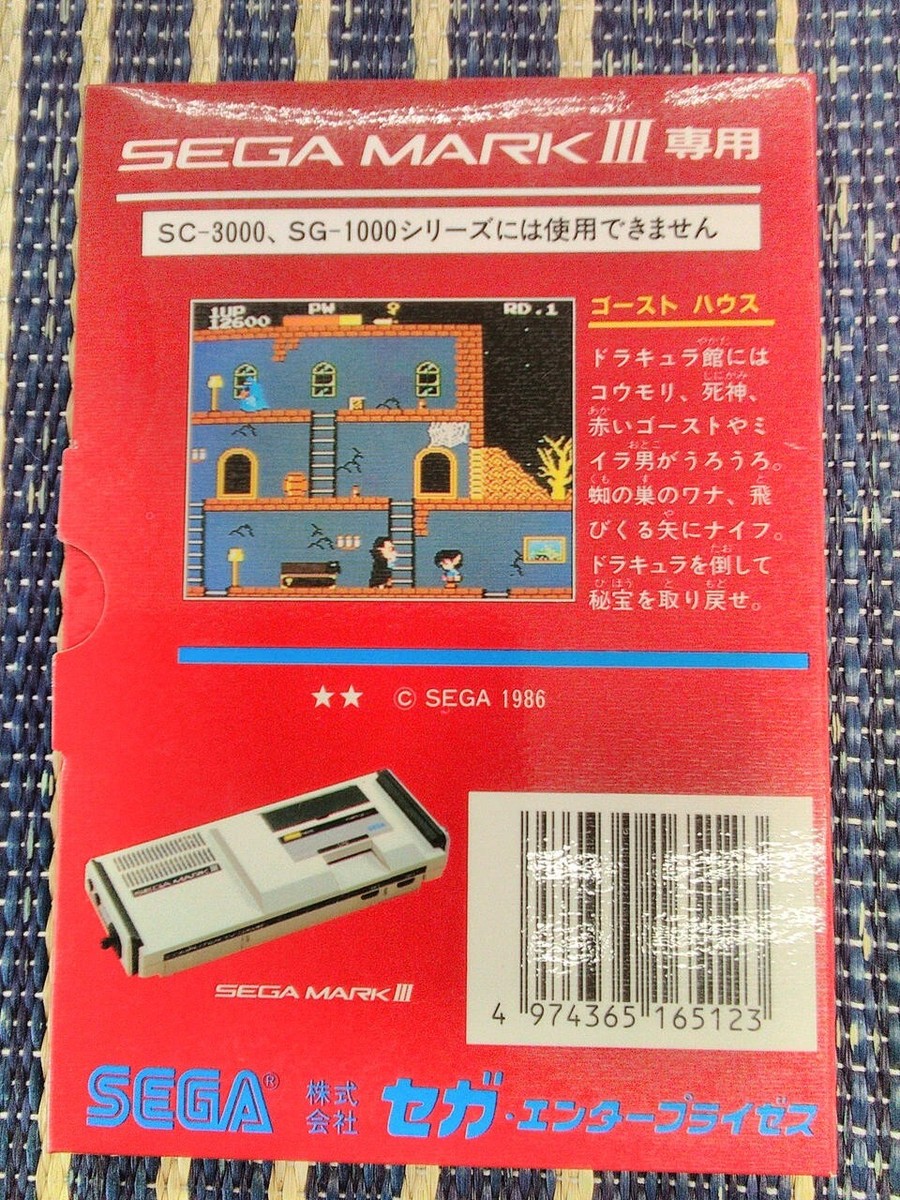 SEGA MARK III 専用
SC-3000、SG-1000シリーズには使用できません
1UP PW RD.1
12600
ゴースト ハウス
ドラキュラ館には
コウモリ、死神、
赤いゴーストやミ
イラ男がうろうろ。
蜘の巣のワナ、飛
びくる矢にナイフ。
ドラキュラを倒して
秘宝を取り戻せ。
★★ © SEGA 1986
SEGA MARK III
SEGA MARK III
4 974365 165123
SEGA® 株式会社 セガ・エンタープライゼス